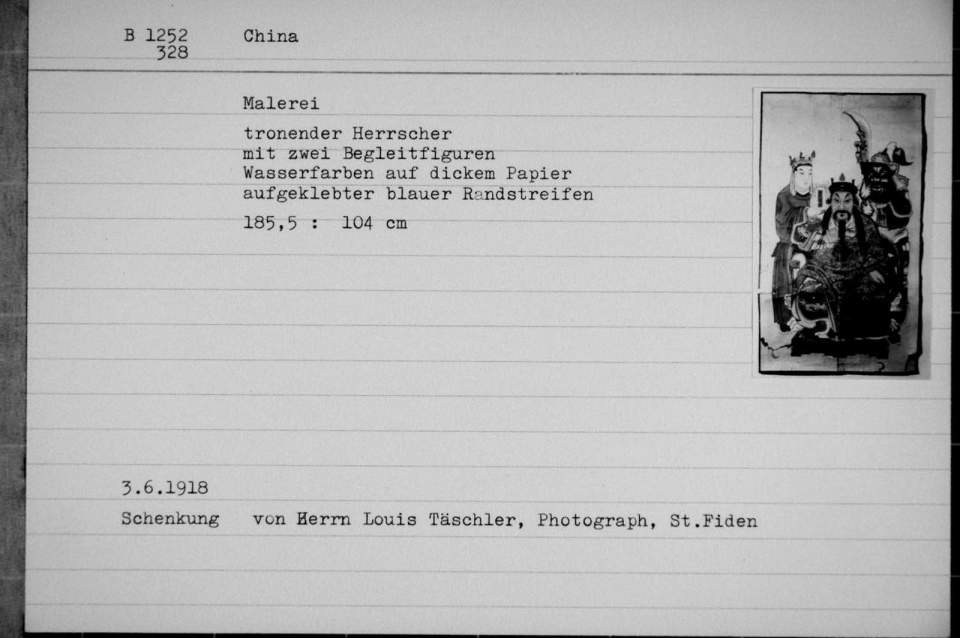 B 1252 China
328
Malerei
tronender Herrscher
mit zwei Begleitfiguren
Wasserfarben auf dickem Papier
aufgeklebter blauer Randstreifen
185,5 : 104 cm
3.6.1918
Schenkung von Herrn Louis Täschler, Photograph, St.Fiden